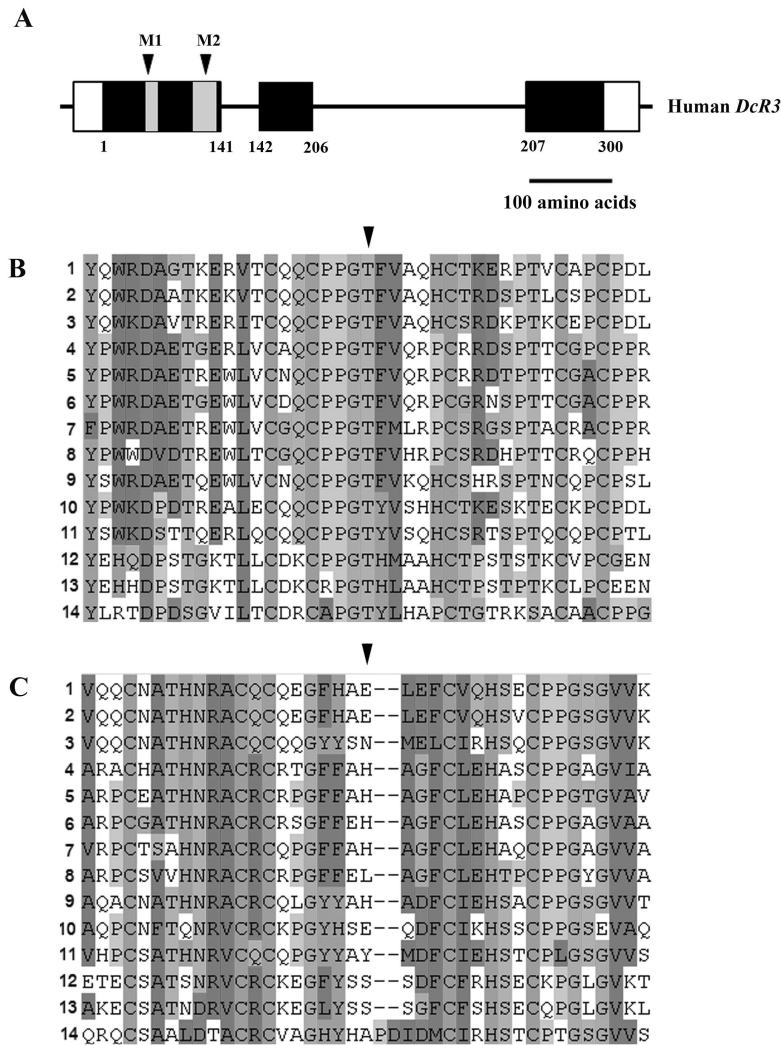 A
M1 M2
Human DcR3
1 141 142 206 207 300
100 amino acids
B
1 YQWRDAGTKERVTCQQCPPGTFVAQHCTKERPTVCAPCPDL
2 YQWRDAATKEKVTCQQCPPGTFVAQHCTRDSPTLCSPCPDL
3 YQWKDAVTRERITCQQCPPGTFVAQHCSRDKPTKCEPCPDL
4 YPWRDAETGERLVCAQCPPGTFVQRPCRRDSPTTCGPCPPR
5 YPWRDAETREWLVCNQCPPGTFVQRPCRRDTPTTCGACPPR
6 YPWRDAETGEWLVCDQCPPGTFVQRPCGRNSPTTCGPCPPR
7 FPWRDAETREWLVCGQCPPGTFMLRPCSRGSPTACRACPPR
8 YPWWDVDTREWLTCGQCPPGTFVHRPCSRDHPTTCRQCPPH
9 YSWRDAETQEWLVCNQCPPGTFVKQHCSHRSPTNCQPCPSL
10 YPWKDPDTREALECQQCPPGTYVSHHCTKESKTECKPCPDL
11 YSWKDSTTQERLQCQQCPPGTYVSQHCSRTSPTQCQPCPTL
12 YEHQDPSTGKTLLCDKCPPGTHMAAHCTPSTSTKCVPCGEN
13 YEHHDPSTGKTLLCDKCRPGTHLAAHCTPSTPTKCLPCEEN
14 YLRTDPDSGVILTCDRCAPGTYLHAPCTGTRKSACAACPPG
C
1 VQQCNATHNRACQCQEGFHAE--LEFCVQHSECPPGSGVVK
2 VQQCNATHNRACQCQEGFHAE--LEFCVQHSVCPPGSGVVK
3 VQQCNATHNRACQCQQGYYSN--MELCIRHSQCPPGSGVVK
4 ARACHATHNRACRCRTGFFAH--AGFCLEHASCPPGAGVIA
5 ARPCEATHNRACRCRPGFFEH--AGFCLEHAPCPPGTGVAV
6 ARPCGATHNRACRCRSGFFEH--AGFCLEHASCPPGAGVAA
7 VRPCTSAHNRACRCQPGFFAH--AGFCLEHAQCPPGAGVVA
8 ARPCSVVHNRACRCRPGFFEL--AGFCLEHTPCPPGYGVVA
9 AQACNATHNRACRCQLGYYAH--ADFCIEHSACPPGSGVVT
10 AQPCNFTQNRVCRCKPGYHSE--QDFCIKHSSCPPGSEVAQ
11 VHPCSATHNRVCQCQPGYYAY--MDFCIEHSTCPLGSGVVS
12 ETECSATSNRVCRCKEGFYSS--SDFCFRHSECKPGLGVKT
13 AKECSATNDRVCRCKEGLYSS--SGFCFSHSECQPGLGVKL
14 QRQCSAALDTACRCVAGHYHAPDIDMCIRHSTCPTGSGVVS